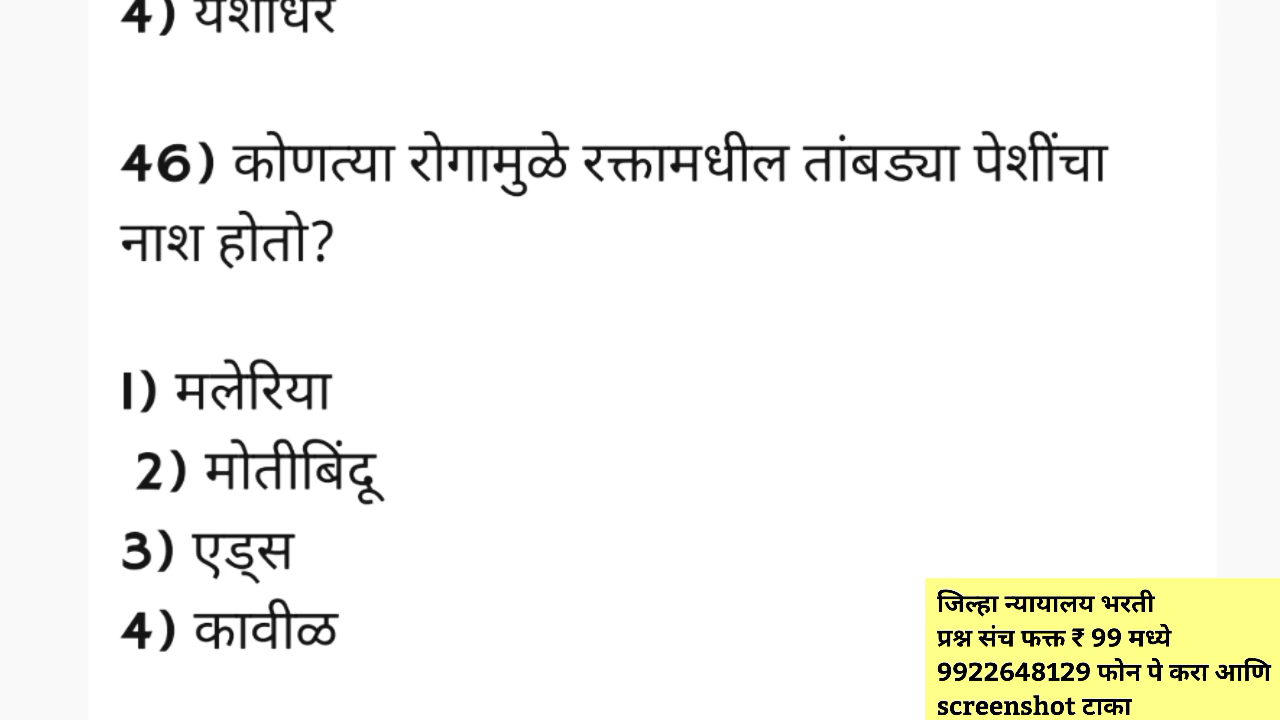 4) यशोधर
46) कोणत्या रोगामुळे रक्तामधील तांबड्या पेशींचा
नाश होतो?
1) मलेरिया
2) मोतीबिंदू
3) एड्स
4) कावीळ
जिल्हा न्यायालय भरती
प्रश्न संच फक्त ₹ 99 मध्ये
9922648129 फोन पे करा आणि
screenshot टाका